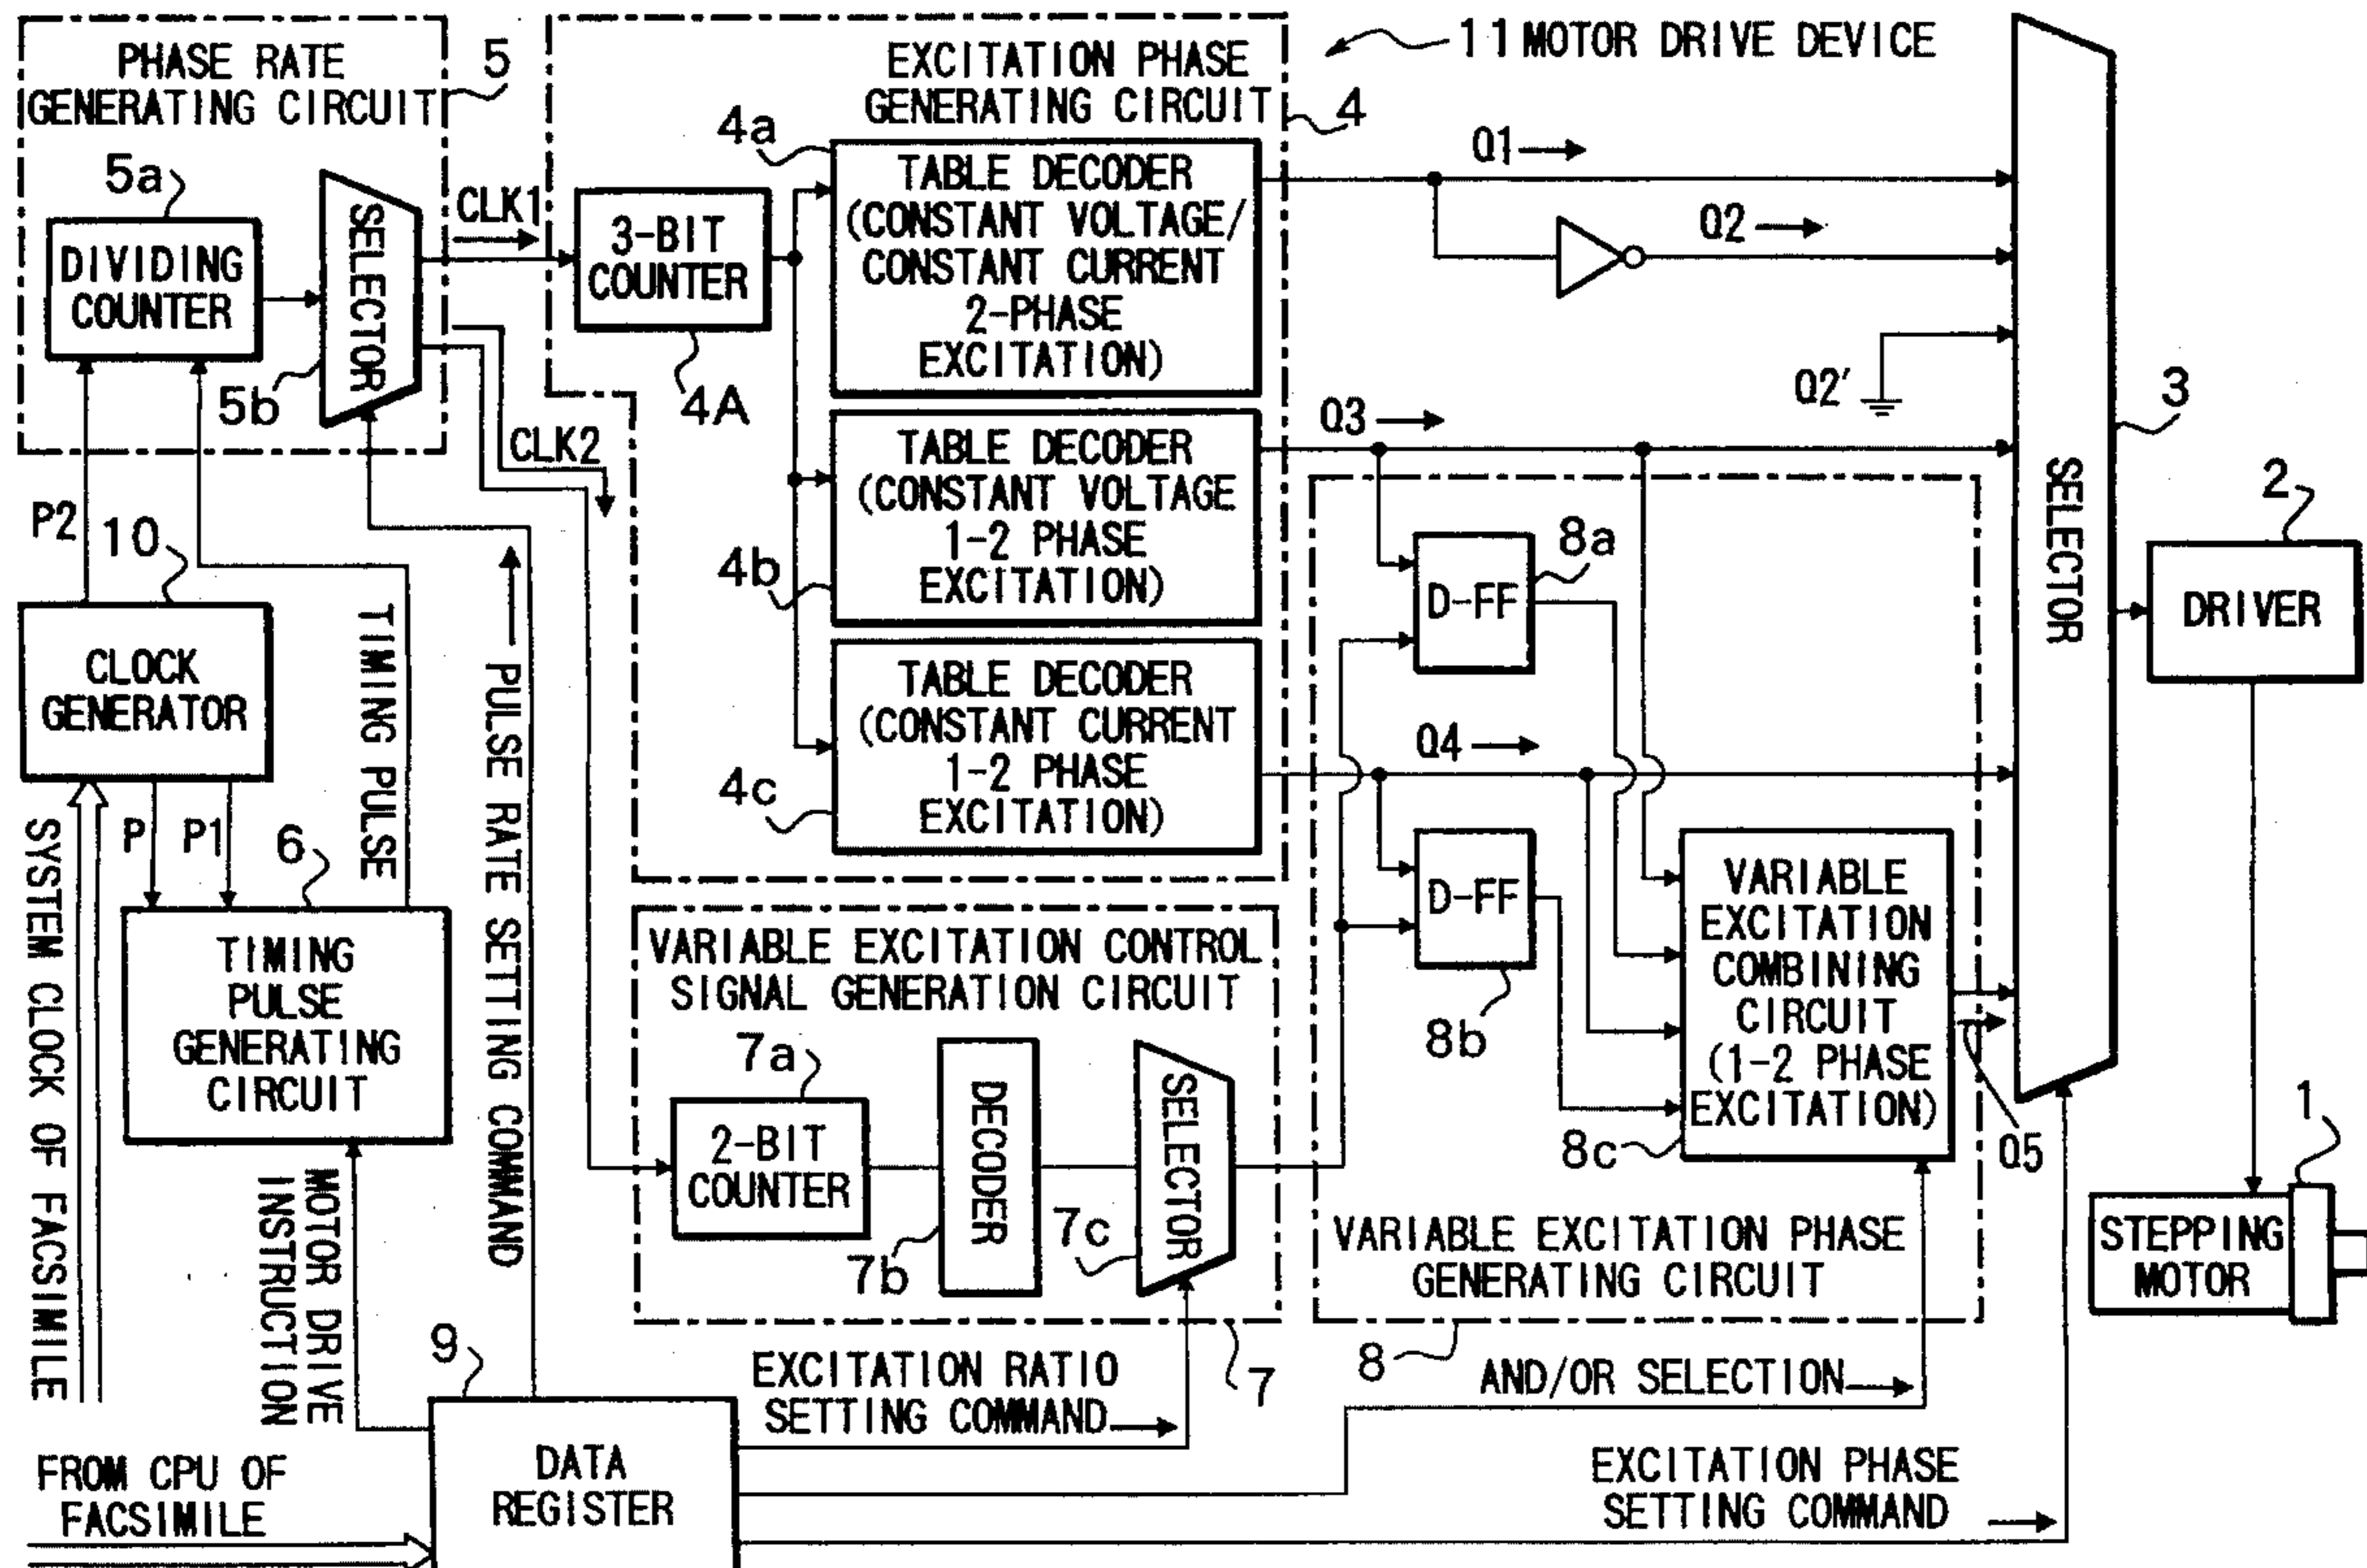 PHASE RATE
GENERATING CIRCUIT
5
5a
DIVIDING
COUNTER
SELECTOR
5b
CLK1
CLK2
EXCITATION PHASE
GENERATING CIRCUIT
4
11 MOTOR DRIVE DEVICE
3-BIT
COUNTER
4A
4a
TABLE DECODER
(CONSTANT VOLTAGE/
CONSTANT CURRENT
2-PHASE
EXCITATION)
4b
TABLE DECODER
(CONSTANT VOLTAGE
1-2 PHASE
EXCITATION)
4c
TABLE DECODER
(CONSTANT CURRENT
1-2 PHASE
EXCITATION)
Q1
Q2
Q2'
Q3
Q4
SELECTOR
3
2
DRIVER
1
STEPPING
MOTOR
P2
10
CLOCK
GENERATOR
P
P1
6
TIMING PULSE
TIMING
PULSE
GENERATING
CIRCUIT
PULSE RATE SETTING COMMAND
SYSTEM CLOCK OF FACSIMILE
MOTOR DRIVE
INSTRUCTION
VARIABLE EXCITATION CONTROL
SIGNAL GENERATION CIRCUIT
7a
2-BIT
COUNTER
DECODER
7b
SELECTOR
7c
7
8a
D-FF
D-FF
8b
VARIABLE
EXCITATION
COMBINING
CIRCUIT
(1-2 PHASE
EXCITATION)
8c
Q5
VARIABLE EXCITATION PHASE
GENERATING CIRCUIT
8
9
DATA
REGISTER
EXCITATION RATIO
SETTING COMMAND
AND/OR SELECTION
EXCITATION PHASE
SETTING COMMAND
FROM CPU OF
FACSIMILE